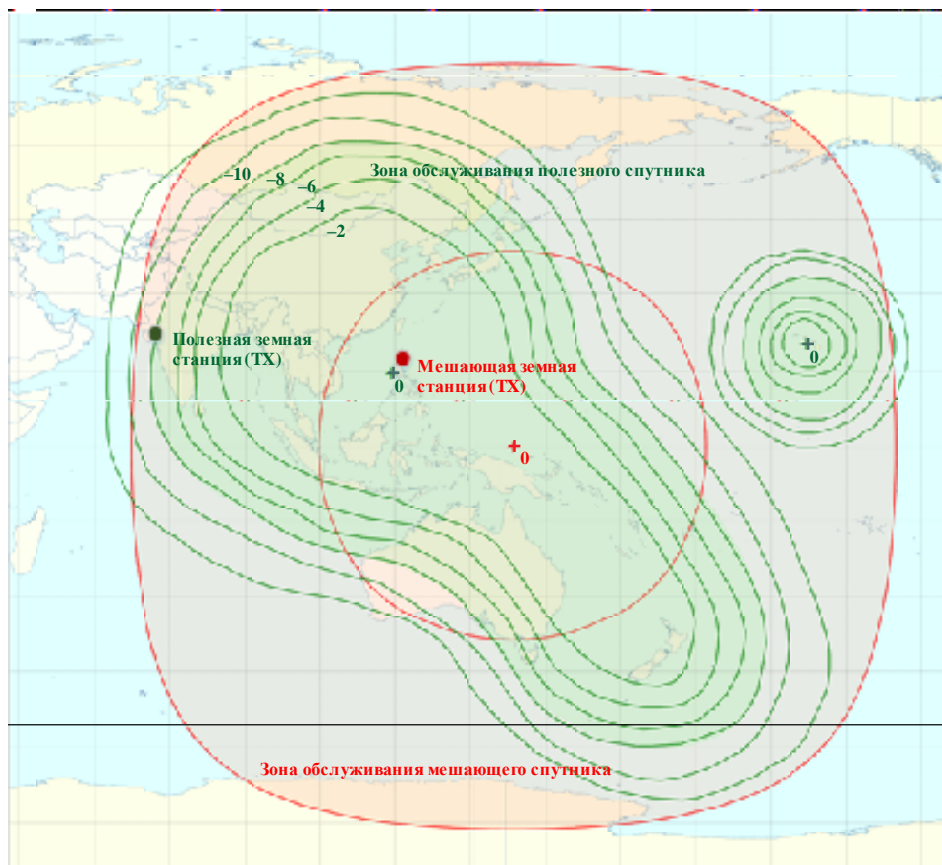 Зона обслуживания полезного спутника
–10
–8
–6
–4
–2
Полезная земная
станция (TX)
Мешающая земная
станция (TX)
0
0
0
Зона обслуживания мешающего спутника